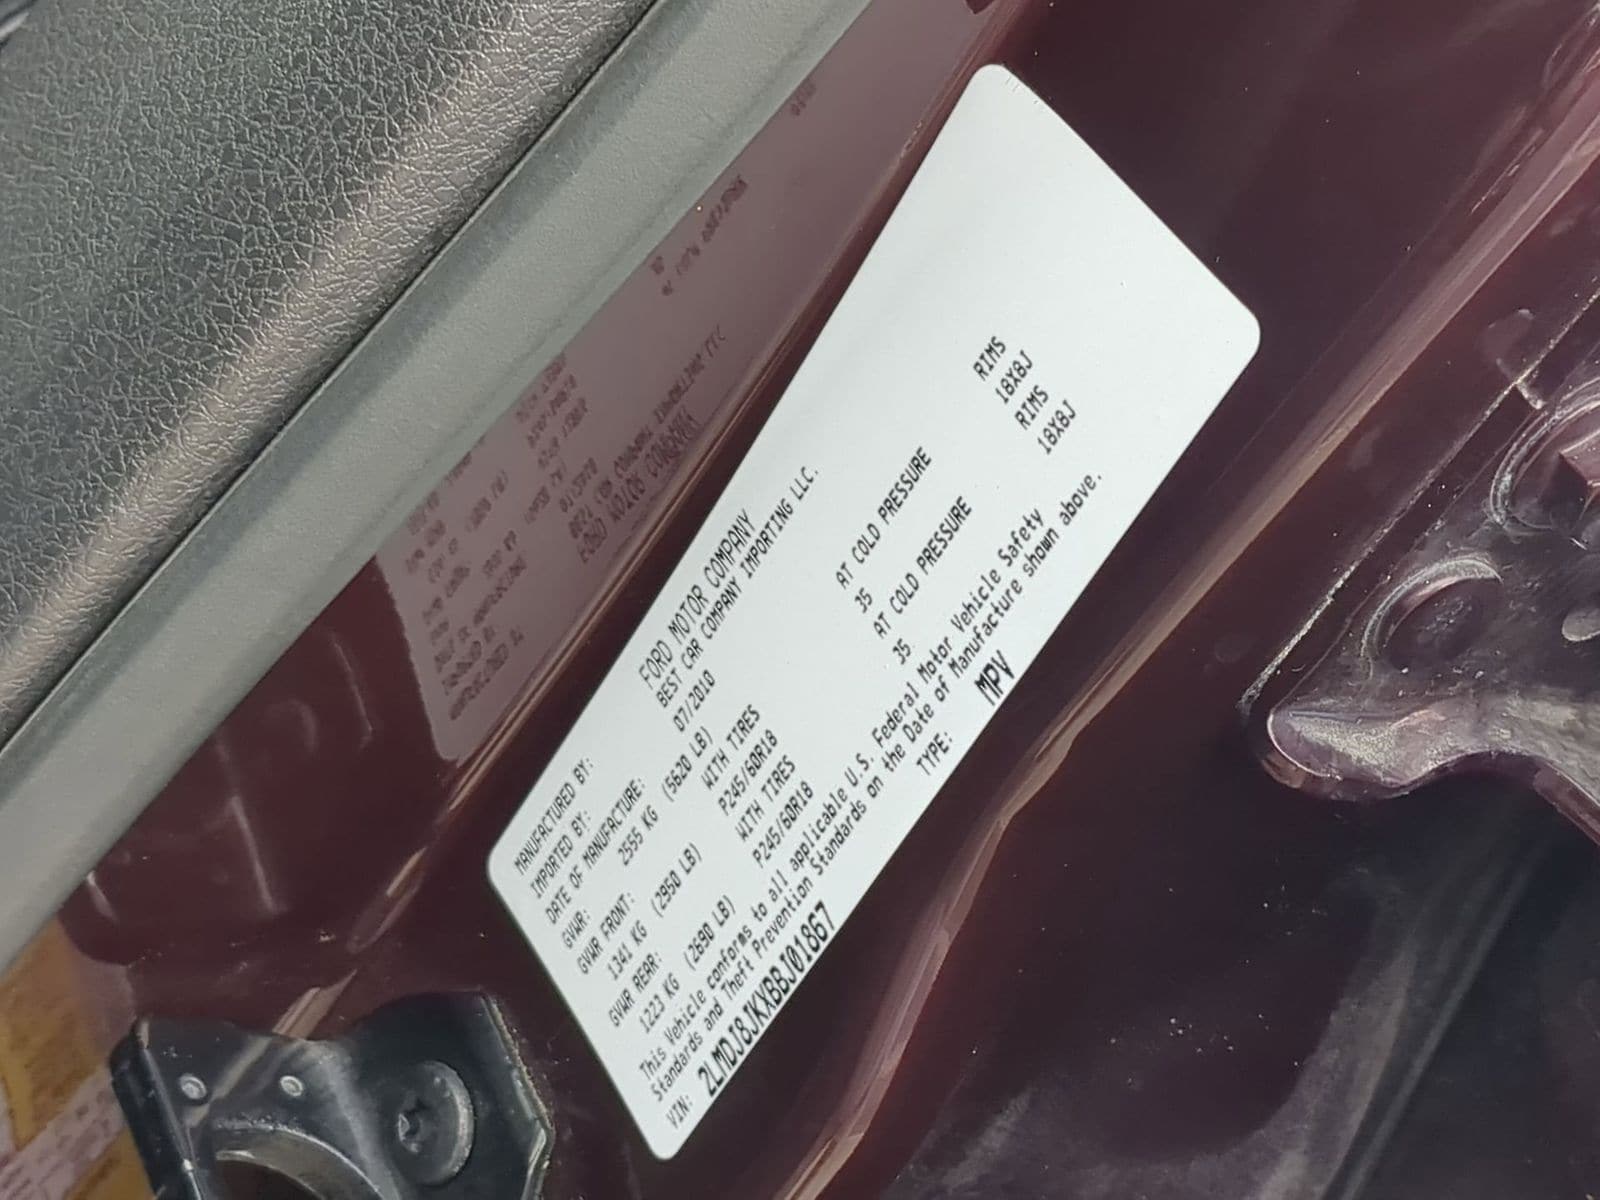 MANUFACTURED BY: FORD MOTOR COMPANY
IMPORTED BY: BEST CAR COMPANY IMPORTING LLC.
DATE OF MANUFACTURE: 07/2010
GVWR: 2555 KG (5620 LB)
GVWR FRONT: WITH TIRES AT COLD PRESSURE RIMS
1341 KG (2950 LB) P245/60R18 35 18X8J
GVWR REAR: WITH TIRES AT COLD PRESSURE RIMS
1223 KG (2690 LB) P245/60R18 35 18X8J
This Vehicle conforms to all applicable U.S. Federal Motor Vehicle Safety
Standards and Theft Prevention Standards on the Date of Manufacture shown above.
VIN: 2LMDJ8JKXBBJ01867 TYPE: MPV